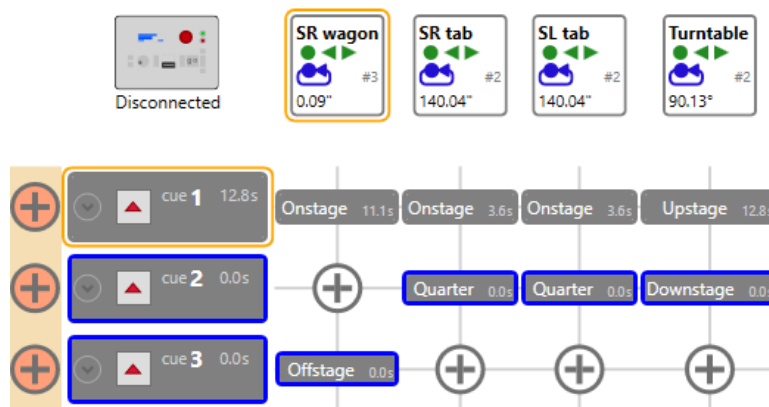 SR wagon
#3
0.09"
SR tab
#2
140.04"
SL tab
#2
140.04"
Turntable
#2
90.13°
Disconnected
cue 1 12.8s
Onstage 11.1s
Onstage 3.6s
Onstage 3.6s
Upstage 12.8s
cue 2 0.0s
Quarter 0.0s
Quarter 0.0s
Downstage 0.0s
cue 3 0.0s
Offstage 0.0s